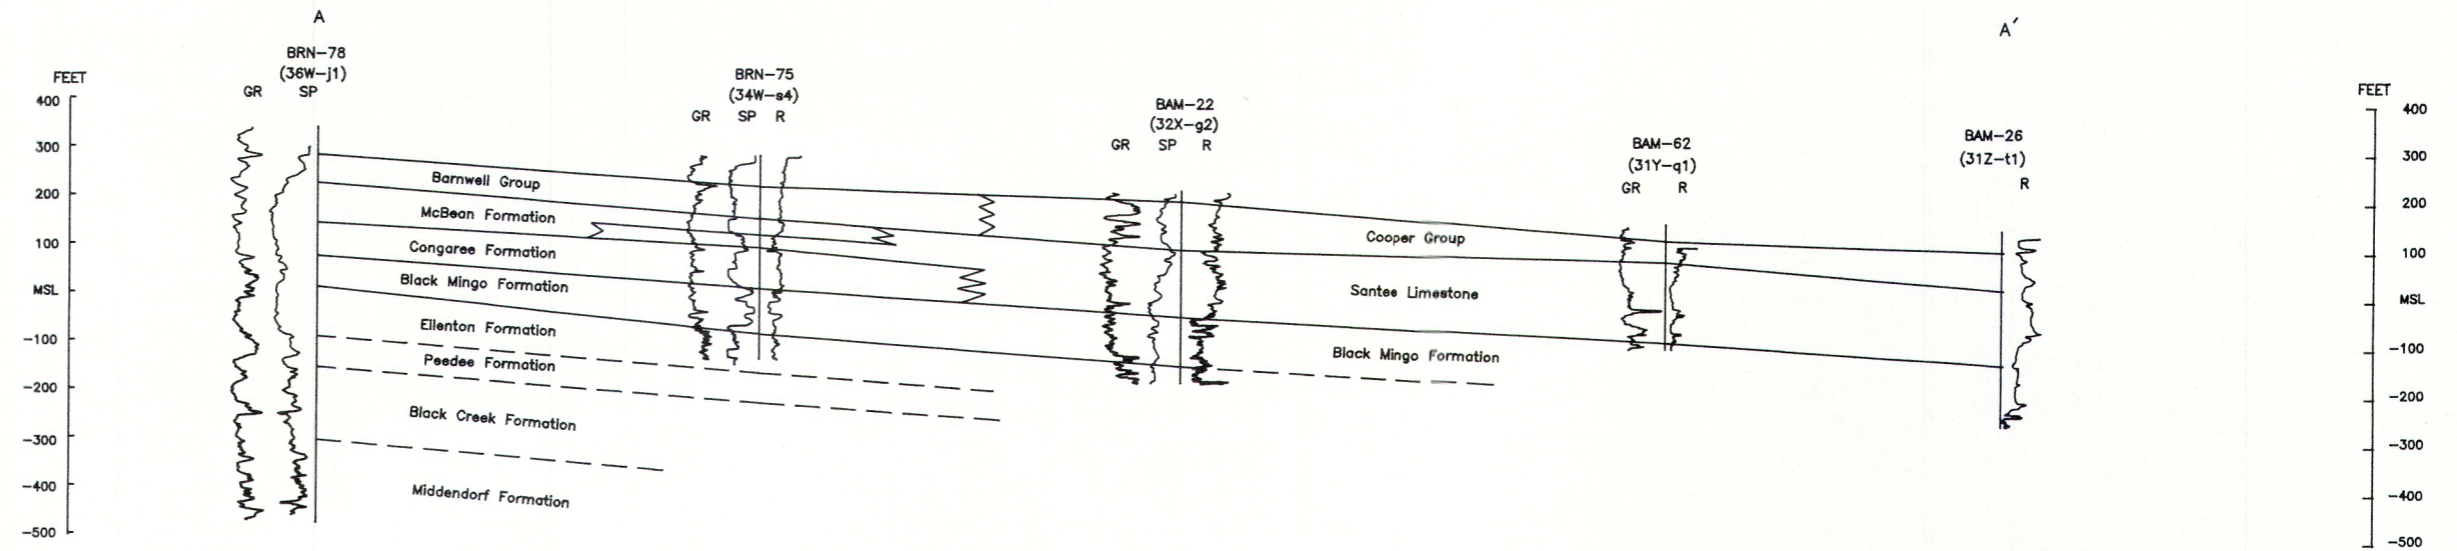 A
A′
BRN-78
(36W-j1)
GR SP
BRN-75
(34W-s4)
GR SP R
BAM-22
(32X-g2)
GR SP R
BAM-62
(31Y-q1)
GR R
BAM-26
(31Z-t1)
R
FEET
400
300
200
100
MSL
-100
-200
-300
-400
-500
Barnwell Group
McBean Formation
Congaree Formation
Black Mingo Formation
Ellenton Formation
Peedee Formation
Black Creek Formation
Middendorf Formation
Cooper Group
Santee Limestone
Black Mingo Formation
FEET
400
300
200
100
MSL
-100
-200
-300
-400
-500